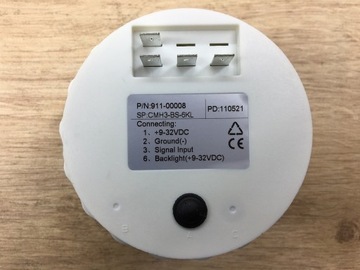 P/N:911-00008 PD:110521
SP:CMH3-BS-6KL
Connecting:
1、+9-32VDC
2、Ground(-)
3、Signal Input
6、Backlight(+9-32VDC)
CE